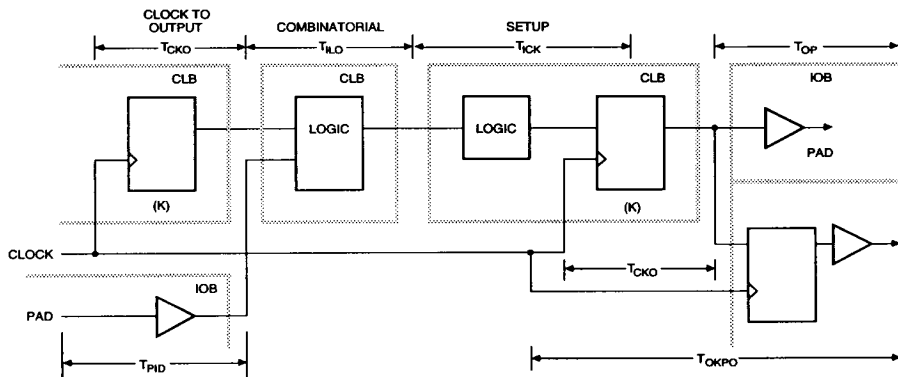 CLOCK TO
OUTPUT
COMBINATORIAL
SETUP
TCKO
TILO
TICK
TOP
CLB
CLB
CLB
IOB
LOGIC
LOGIC
PAD
(K)
(K)
CLOCK
TCKO
IOB
PAD
TPID
TOKPO